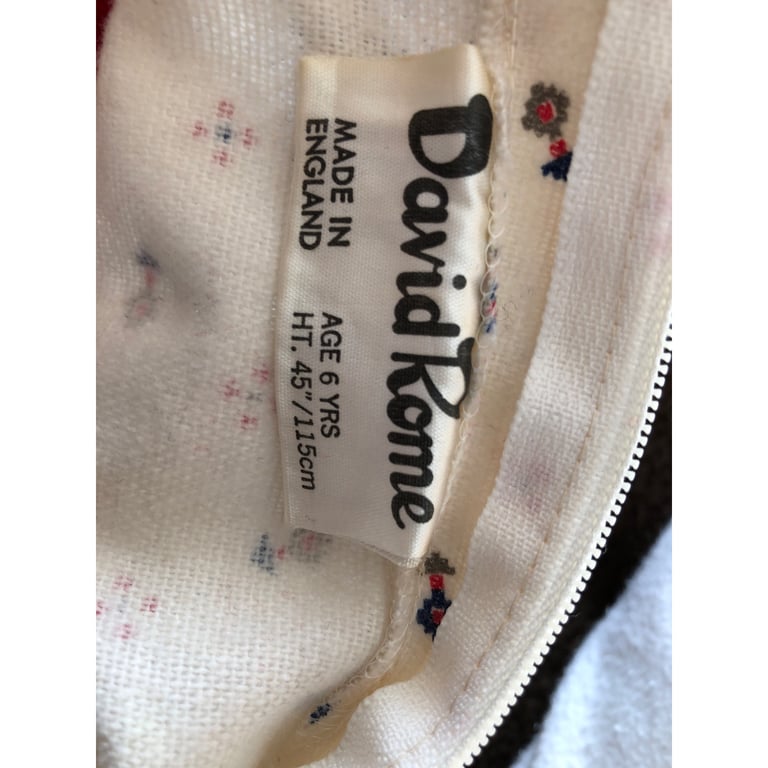 David Rome
MADE IN
ENGLAND
AGE 6 YRS
HT. 45"/115cm